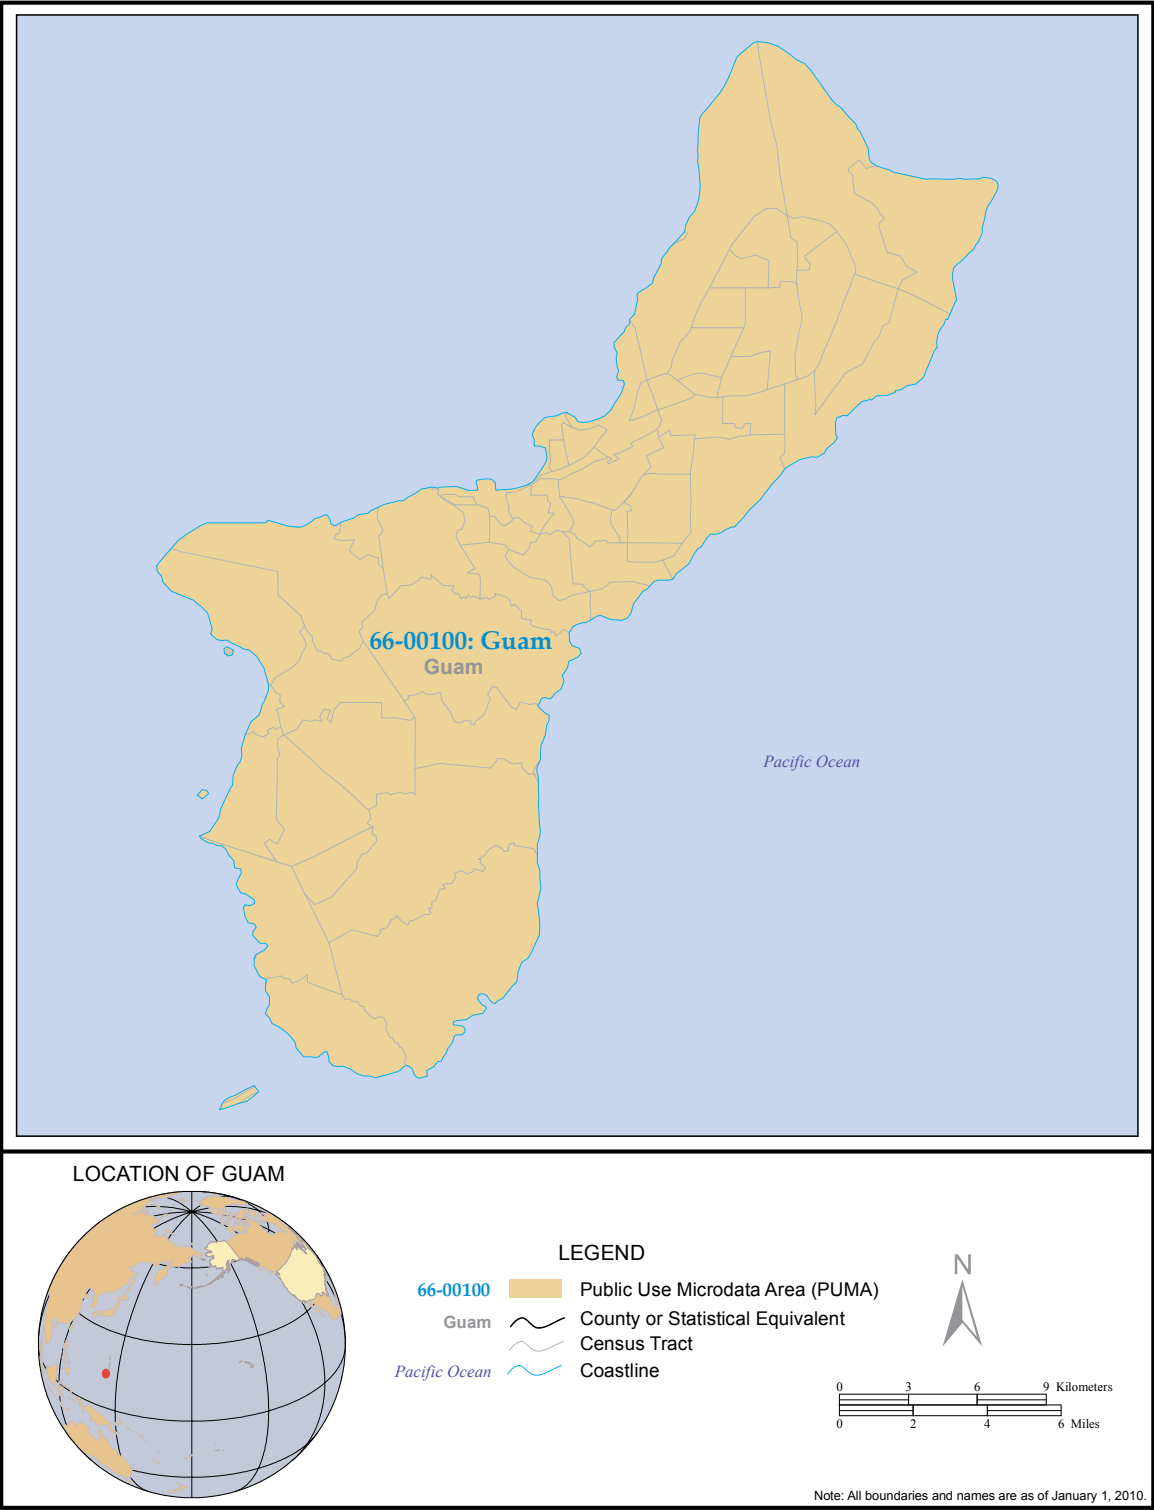 66-00100: Guam
Guam
Pacific Ocean
LOCATION OF GUAM
LEGEND
66-00100 Public Use Microdata Area (PUMA)
Guam County or Statistical Equivalent
Census Tract
Pacific Ocean Coastline
N
0 3 6 9 Kilometers
0 2 4 6 Miles
Note: All boundaries and names are as of January 1, 2010.